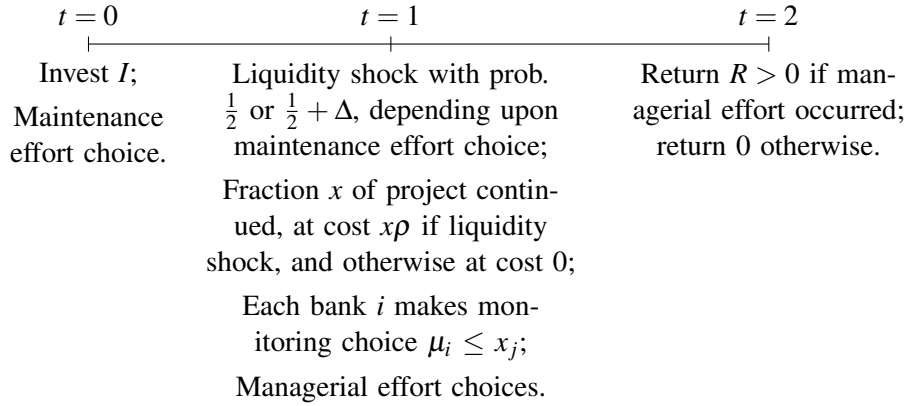 t = 0
t = 1
t = 2
Invest I;
Maintenance
effort choice.
Liquidity shock with prob.
1/2 or 1/2 + Δ, depending upon
maintenance effort choice;
Fraction x of project contin-
ued, at cost xρ if liquidity
shock, and otherwise at cost 0;
Each bank i makes mon-
itoring choice μᵢ ≤ xⱼ;
Managerial effort choices.
Return R > 0 if man-
agerial effort occurred;
return 0 otherwise.